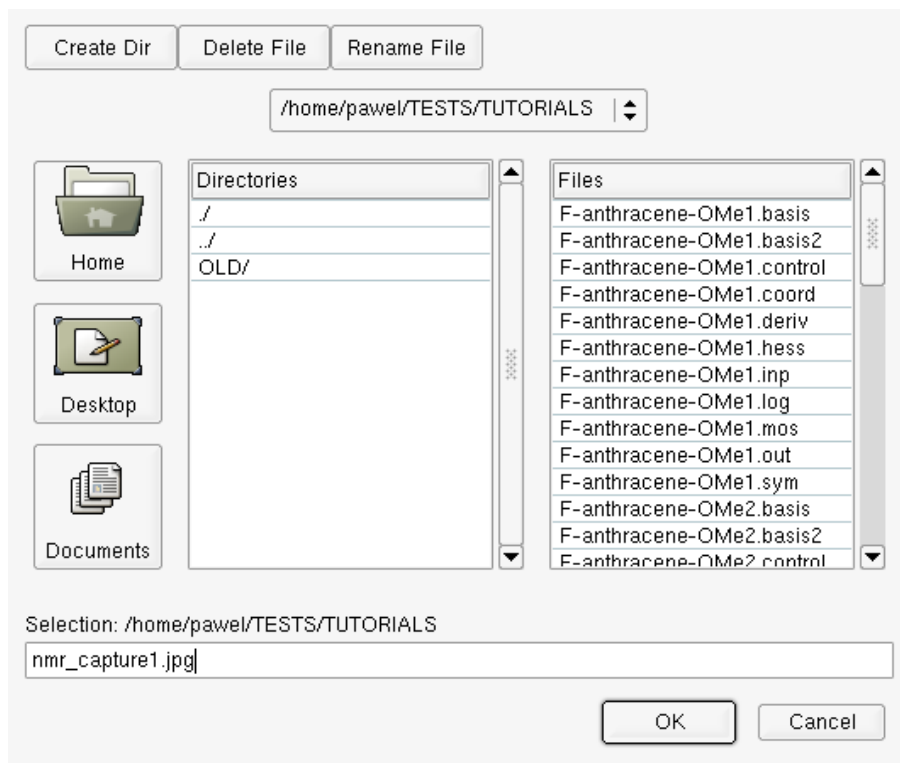 Create Dir Delete File Rename File
/home/pawel/TESTS/TUTORIALS
Home
Desktop
Documents
Directories
./
../
OLD/
Files
F-anthracene-OMe1.basis
F-anthracene-OMe1.basis2
F-anthracene-OMe1.control
F-anthracene-OMe1.coord
F-anthracene-OMe1.deriv
F-anthracene-OMe1.hess
F-anthracene-OMe1.inp
F-anthracene-OMe1.log
F-anthracene-OMe1.mos
F-anthracene-OMe1.out
F-anthracene-OMe1.sym
F-anthracene-OMe2.basis
F-anthracene-OMe2.basis2
F-anthracene-OMe2.control
Selection: /home/pawel/TESTS/TUTORIALS
nmr_capture1.jpg
OK Cancel